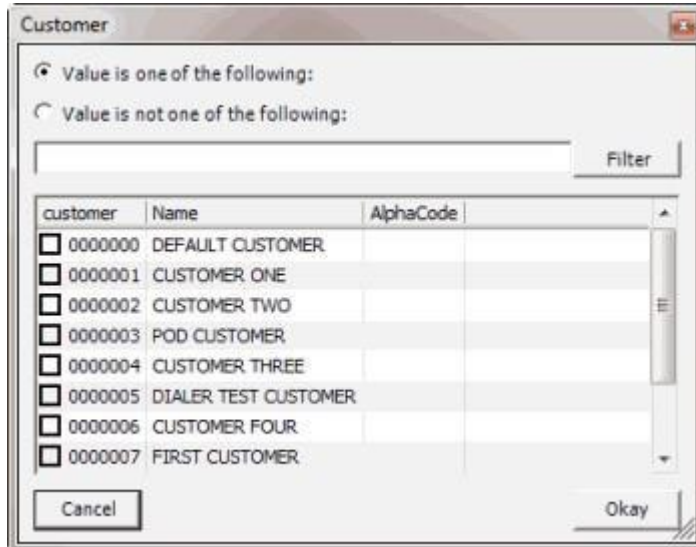 Customer
Value is one of the following:
Value is not one of the following:
Filter
customer Name AlphaCode
0000000 DEFAULT CUSTOMER
0000001 CUSTOMER ONE
0000002 CUSTOMER TWO
0000003 POD CUSTOMER
0000004 CUSTOMER THREE
0000005 DIALER TEST CUSTOMER
0000006 CUSTOMER FOUR
0000007 FIRST CUSTOMER
Cancel Okay